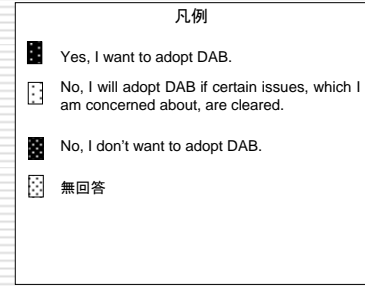 凡例
Yes, I want to adopt DAB.
No, I will adopt DAB if certain issues, which I
am concerned about, are cleared.
No, I don't want to adopt DAB.
無回答